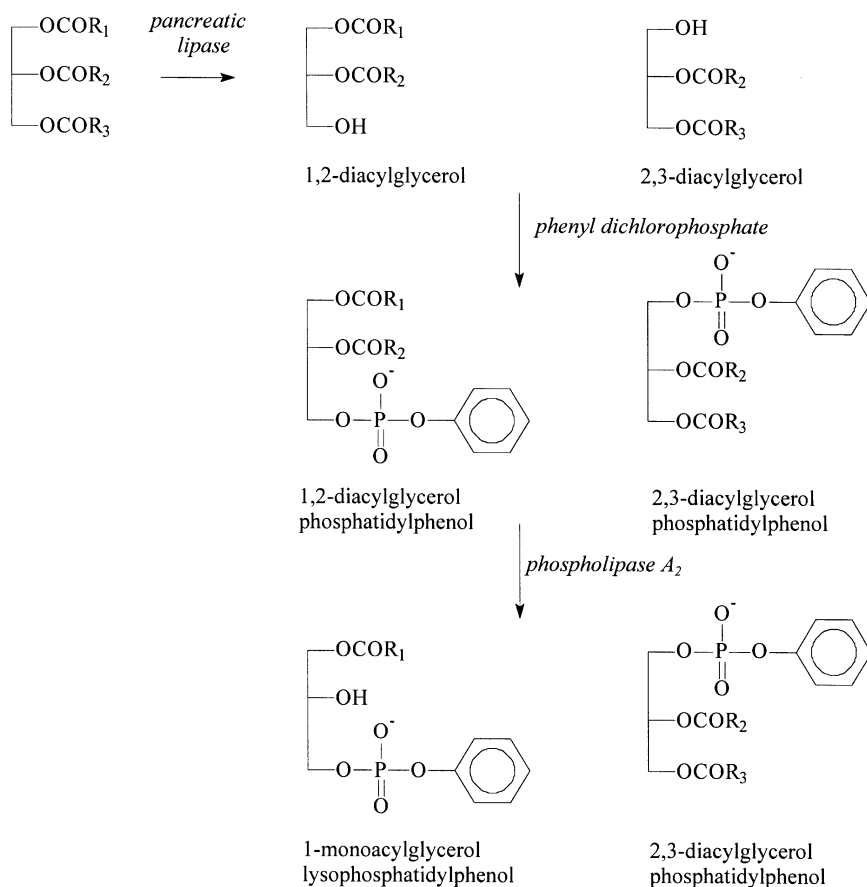 OCOR₁
OCOR₂
OCOR₃
pancreatic
lipase
OCOR₁
OCOR₂
OH
1,2-diacylglycerol
OH
OCOR₂
OCOR₃
2,3-diacylglycerol
phenyl dichlorophosphate
OCOR₁
OCOR₂
O⁻
O P O
O
1,2-diacylglycerol
phosphatidylphenol
O⁻
O P O
O
OCOR₂
OCOR₃
2,3-diacylglycerol
phosphatidylphenol
phospholipase A₂
OCOR₁
OH
O⁻
O P O
O
1-monoacylglycerol
lysophosphatidylphenol
O⁻
O P O
O
OCOR₂
OCOR₃
2,3-diacylglycerol
phosphatidylphenol